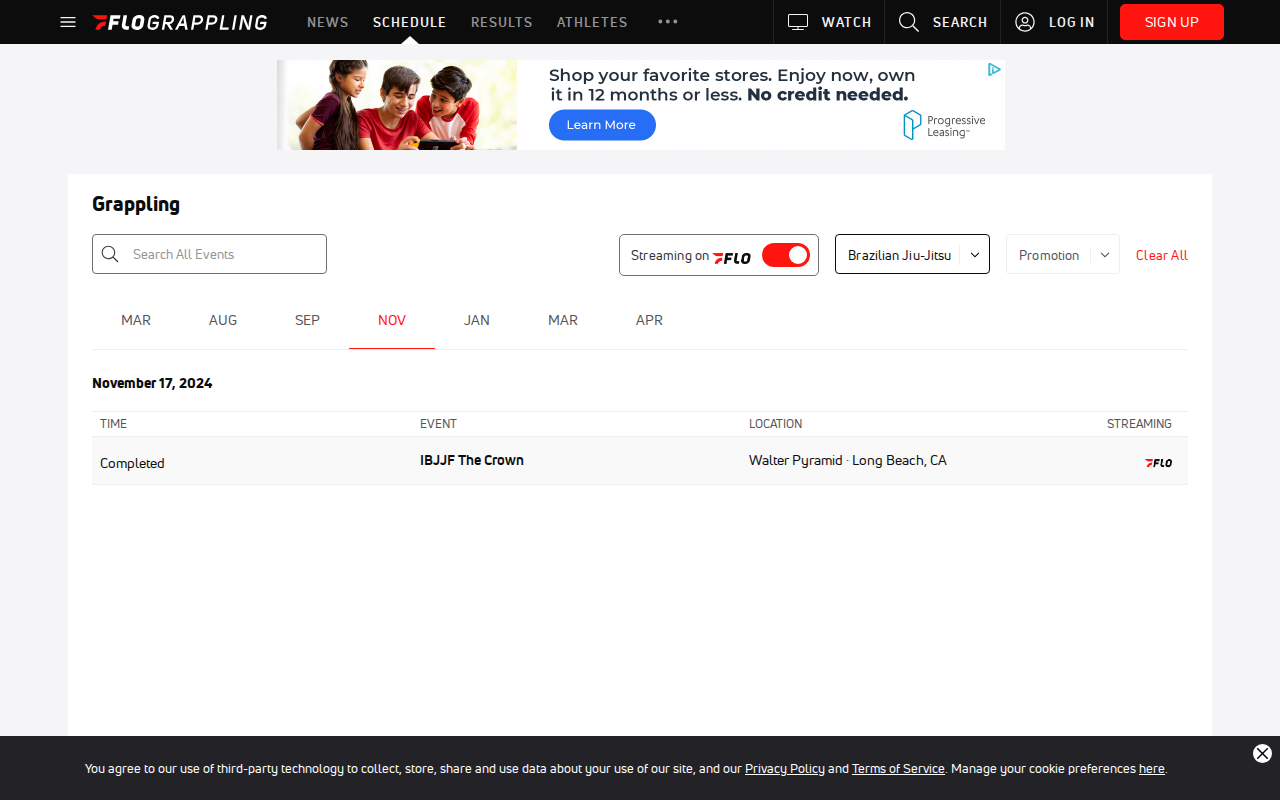 FLOGRAPPLING NEWS SCHEDULE RESULTS ATHLETES WATCH SEARCH LOG IN SIGN UP
Shop your favorite stores. Enjoy now, own
it in 12 months or less. No credit needed.
Learn More
Progressive
Leasing
Grappling
Search All Events
Streaming on FLO
Brazilian Jiu-Jitsu
Promotion
Clear All
MAR AUG SEP NOV JAN MAR APR
November 17, 2024
TIME EVENT LOCATION STREAMING
Completed IBJJF The Crown Walter Pyramid · Long Beach, CA FLO
You agree to our use of third-party technology to collect, store, share and use data about your use of our site, and our Privacy Policy and Terms of Service. Manage your cookie preferences here.